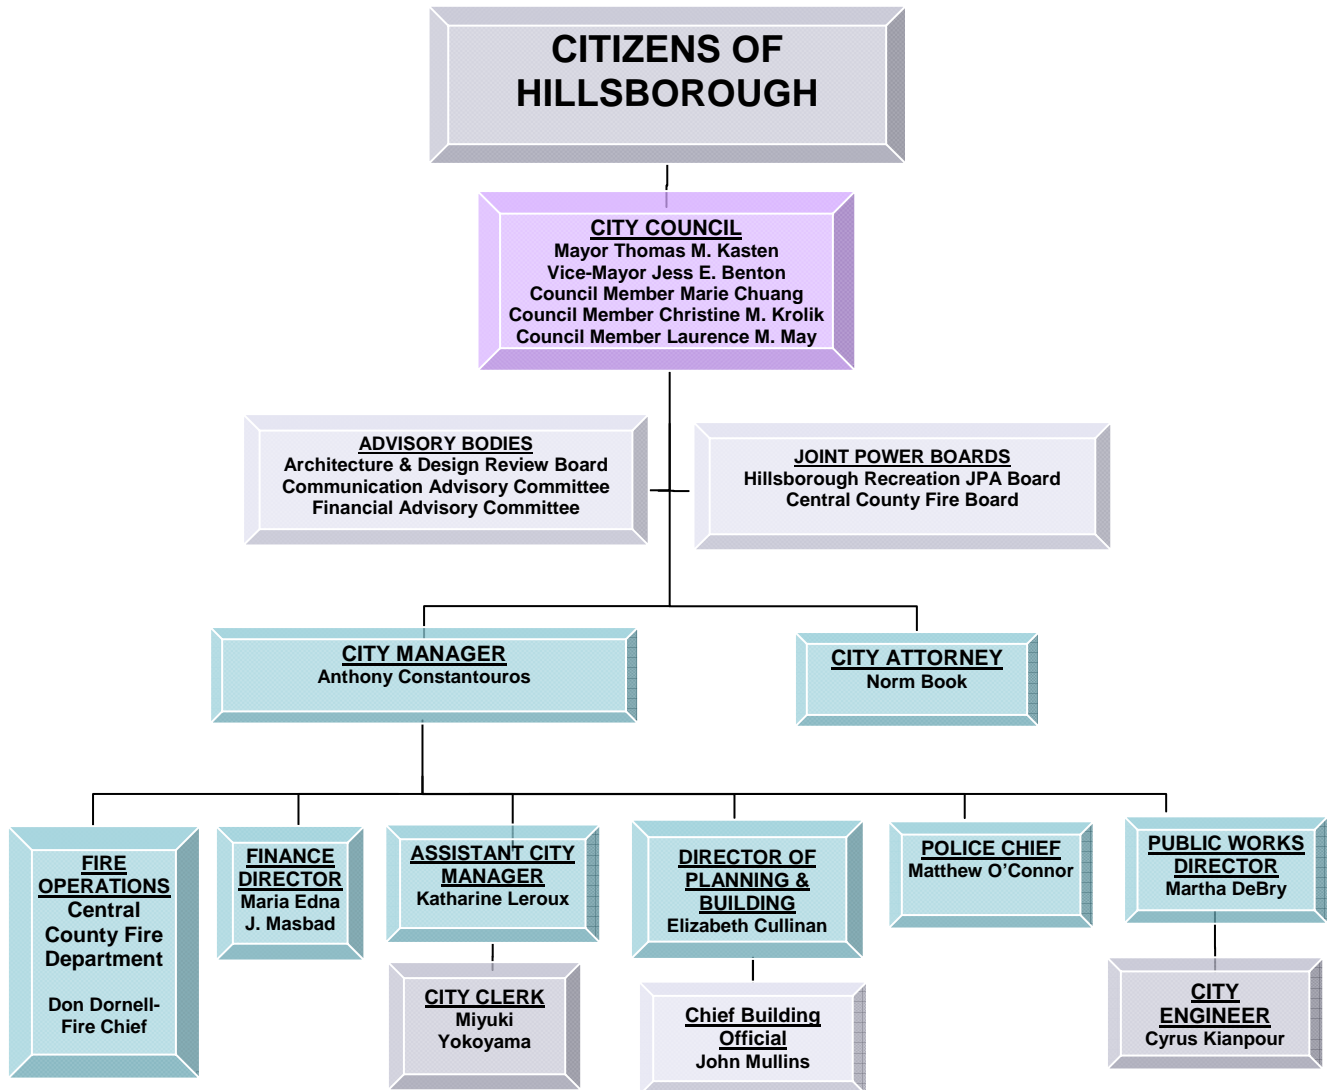 CITIZENS OF
HILLSBOROUGH
CITY COUNCIL
Mayor Thomas M. Kasten
Vice-Mayor Jess E. Benton
Council Member Marie Chuang
Council Member Christine M. Krolik
Council Member Laurence M. May
ADVISORY BODIES
Architecture & Design Review Board
Communication Advisory Committee
Financial Advisory Committee
JOINT POWER BOARDS
Hillsborough Recreation JPA Board
Central County Fire Board
CITY MANAGER
Anthony Constantouros
CITY ATTORNEY
Norm Book
FIRE
OPERATIONS
Central
County Fire
Department
Don Dornell-
Fire Chief
FINANCE
DIRECTOR
Maria Edna
J. Masbad
ASSISTANT CITY
MANAGER
Katharine Leroux
DIRECTOR OF
PLANNING &
BUILDING
Elizabeth Cullinan
POLICE CHIEF
Matthew O’Connor
PUBLIC WORKS
DIRECTOR
Martha DeBry
CITY CLERK
Miyuki
Yokoyama
Chief Building
Official
John Mullins
CITY
ENGINEER
Cyrus Kianpour